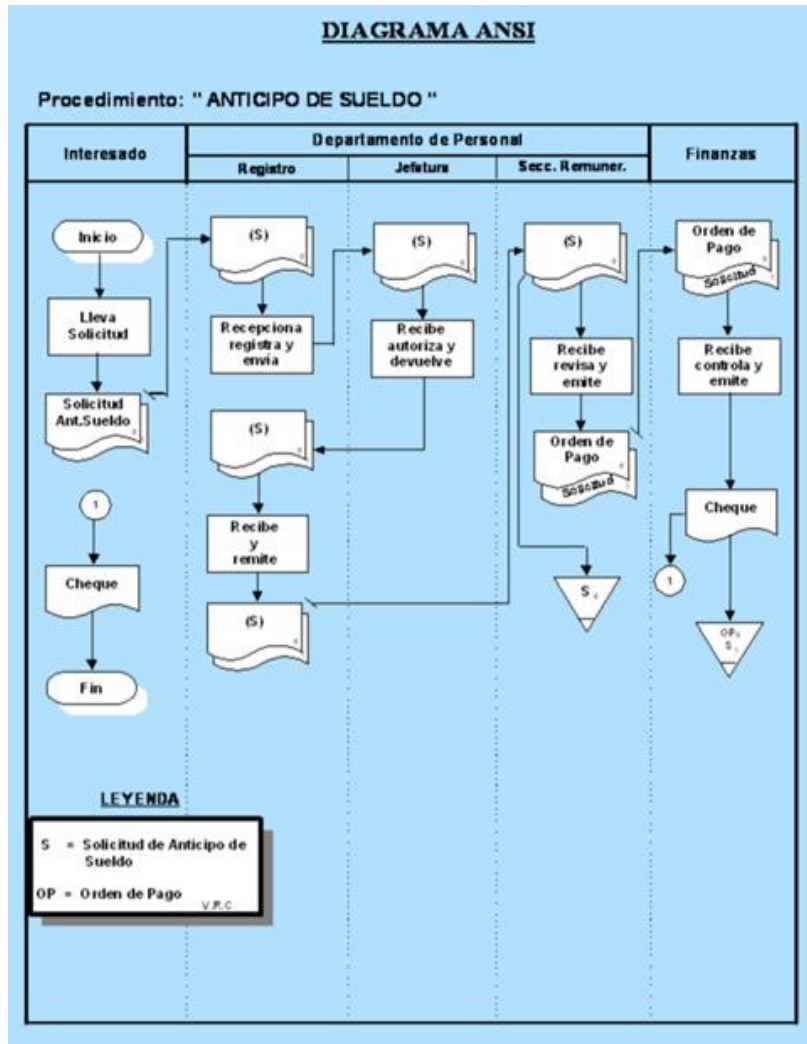 DIAGRAMA ANSI
Procedimiento: " ANTICIPO DE SUELDO "
Interesado
Departamento de Personal
Registro
Jefatura
Secc. Remuner.
Finanzas
Inicio
Lleva
Solicitud
Solicitud
Ant.Sueldo
1
Cheque
Fin
(S)
Recepciona
registra y
envía
(S)
Recibe
y
remite
(S)
(S)
Recibe
autoriza y
devuelve
(S)
Recibe
revisa y
emite
Orden de
Pago
Solicitud
S
Orden de
Pago
Solicitud
Recibe
controla y
emite
Cheque
1
OP
S
LEYENDA
S = Solicitud de Anticipo de
Sueldo
OP = Orden de Pago
V.R.C